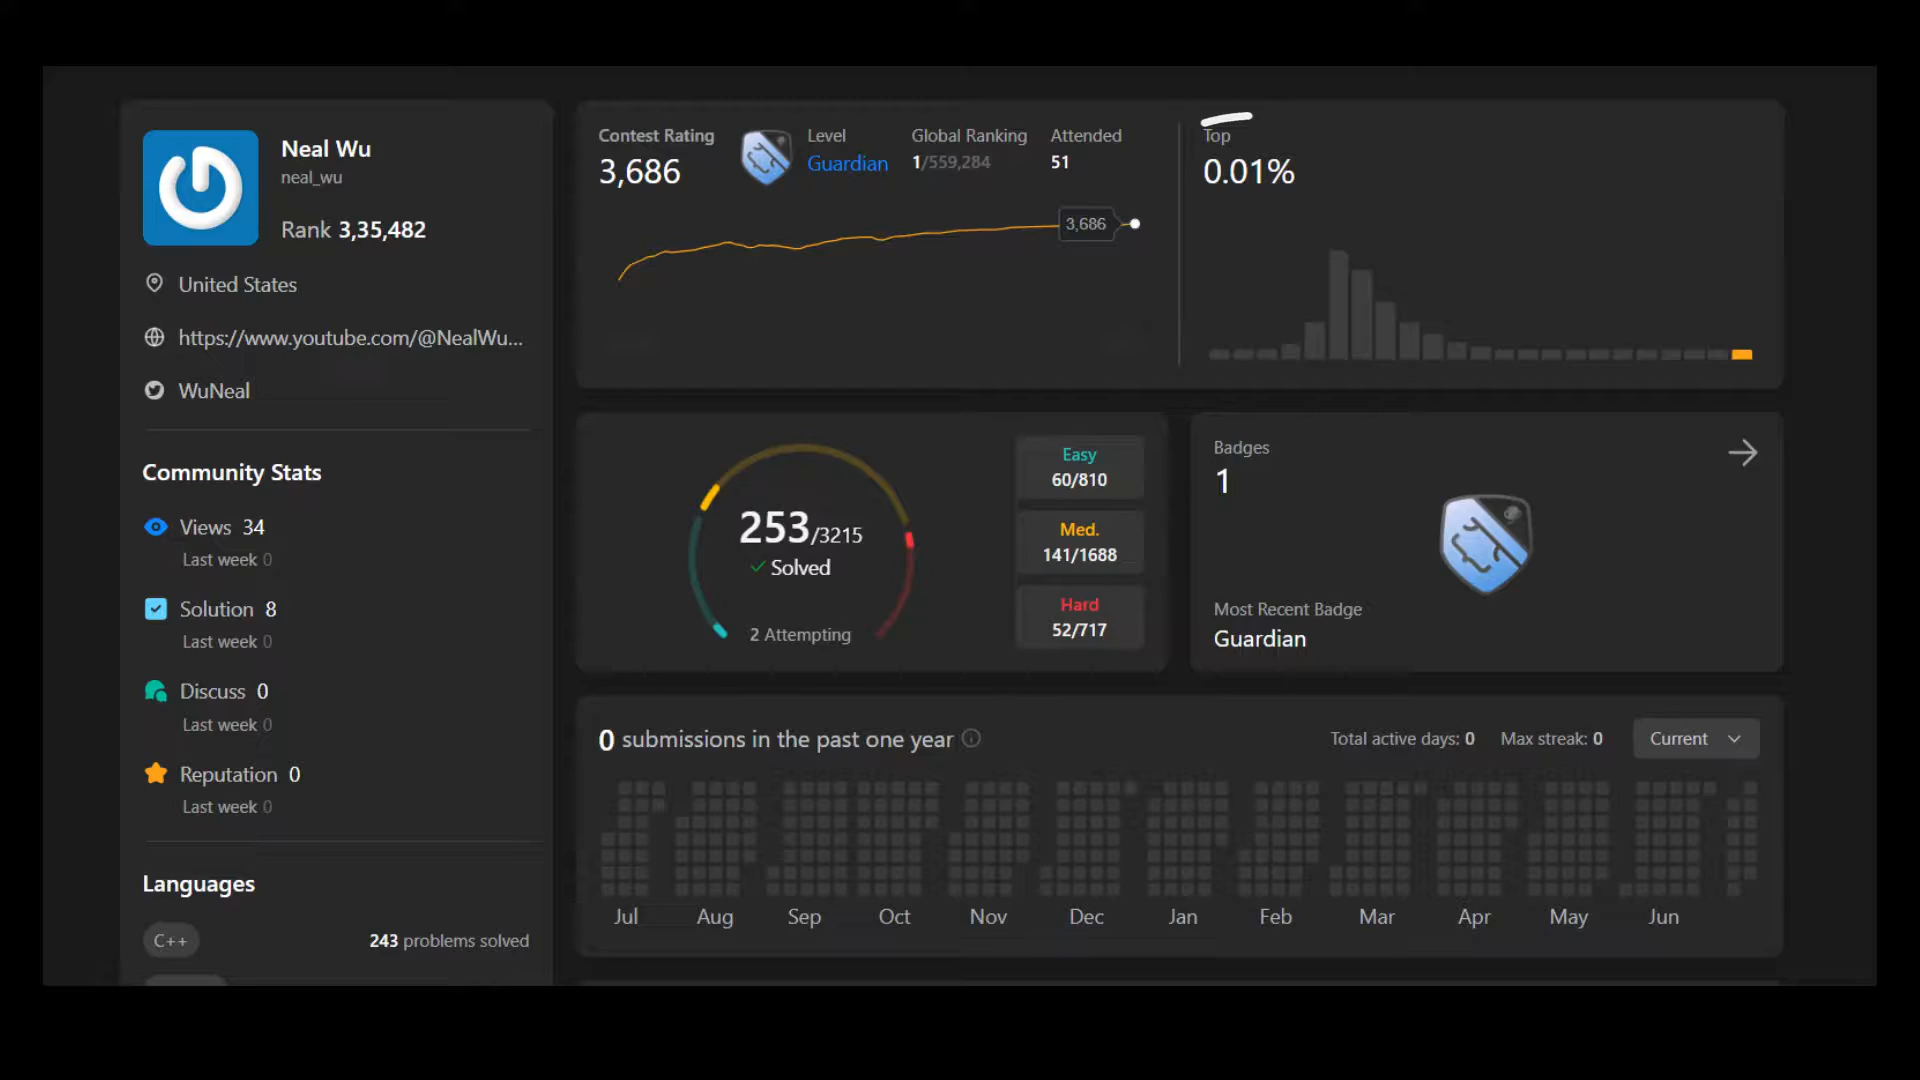 Neal Wu
neal_wu
Rank 3,35,482
United States
https://www.youtube.com/@NealWu...
WuNeal
Community Stats
Views 34
Last week 0
Solution 8
Last week 0
Discuss 0
Last week 0
Reputation 0
Last week 0
Languages
C++ 243 problems solved
Contest Rating
3,686
Level
Guardian
Global Ranking
1/559,284
Attended
51
3,686
Top
0.01%
253/3215
Solved
2 Attempting
Easy
60/810
Med.
141/1688
Hard
52/717
Badges
1
Most Recent Badge
Guardian
0 submissions in the past one year
Total active days: 0 Max streak: 0 Current
Jul Aug Sep Oct Nov Dec Jan Feb Mar Apr May Jun